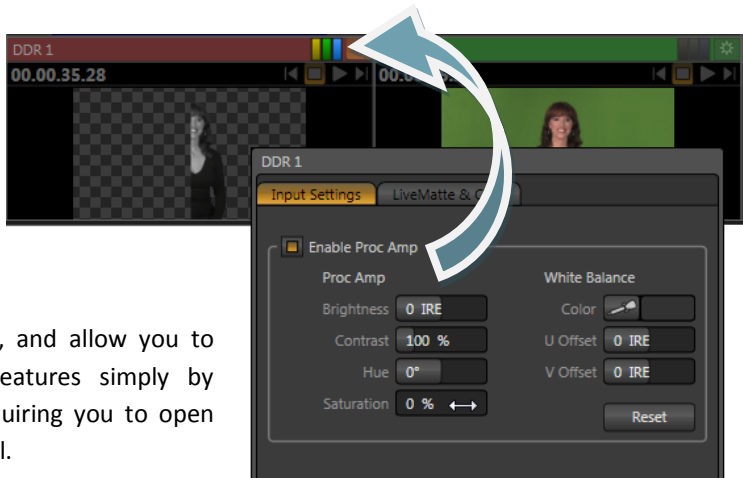 DDR 1
00.00.35.28
00.
DDR 1
Input Settings LiveMatte &
Enable Proc Amp
Proc Amp White Balance
Brightness 0 IRE Color
Contrast 100 % U Offset 0 IRE
Hue 0° V Offset 0 IRE
Saturation 0 %
Reset
, and allow you to
eatures simply by
uiring you to open
l.